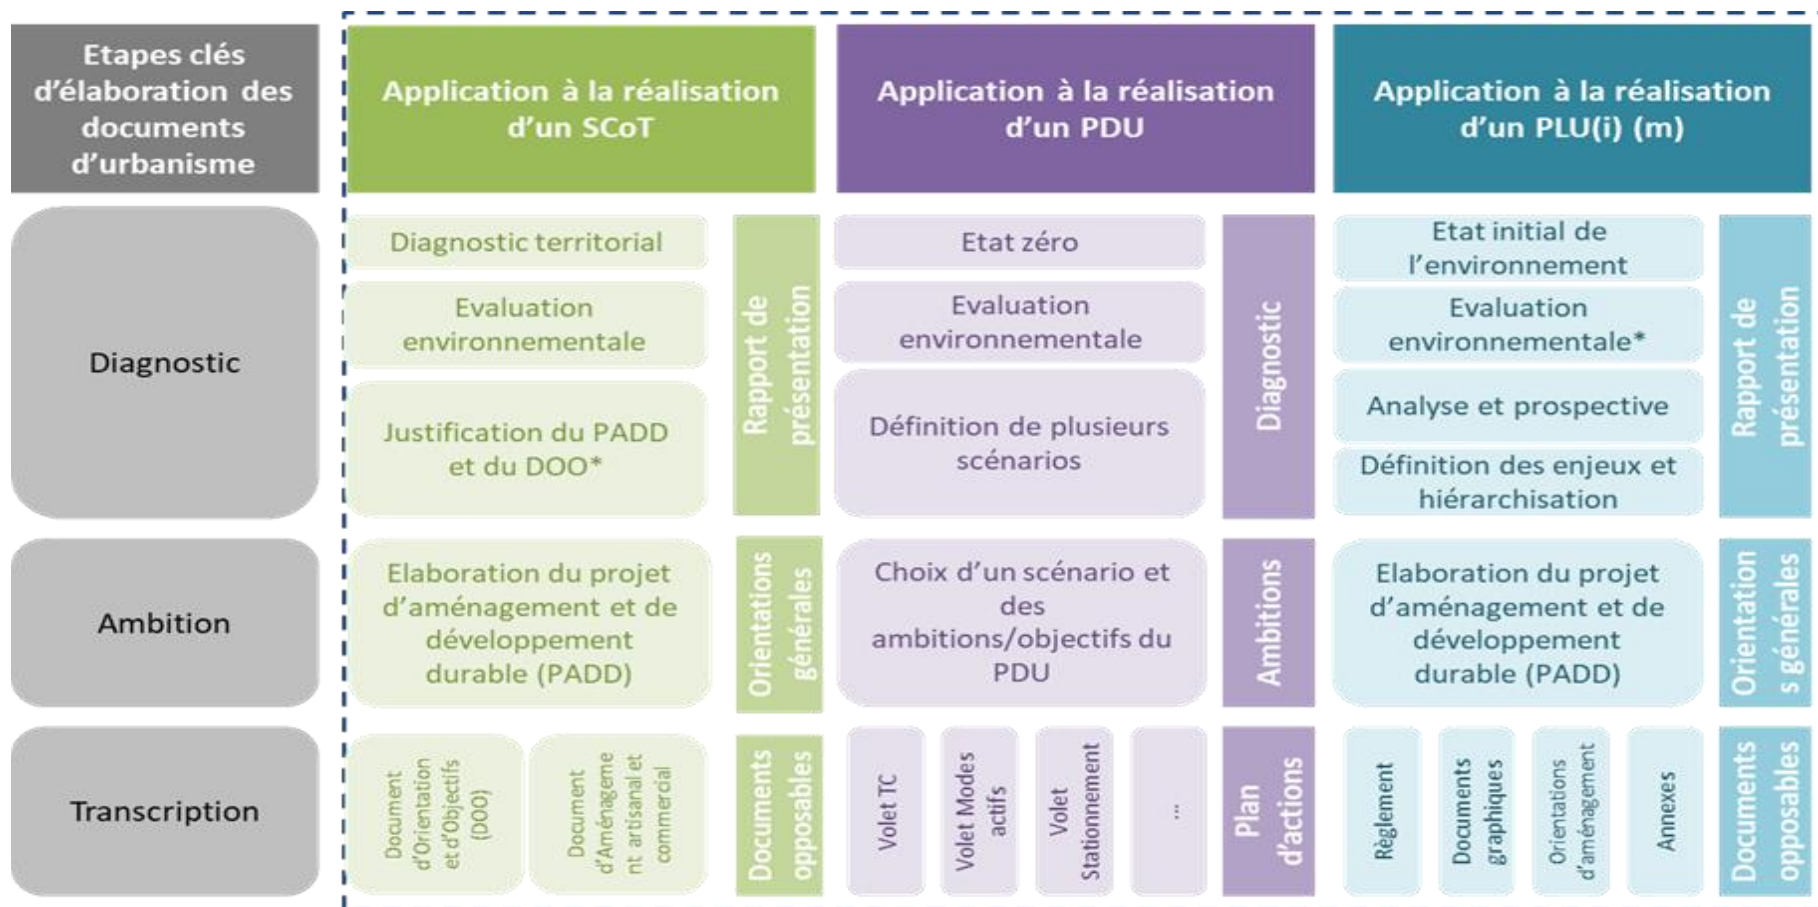 Etapes clés
d'élaboration des
documents
d'urbanisme
Application à la réalisation
d'un SCoT
Application à la réalisation
d'un PDU
Application à la réalisation
d'un PLU(i) (m)
Diagnostic
Diagnostic territorial
Evaluation
environnementale
Justification du PADD
et du DOO*
Rapport de
présentation
Etat zéro
Evaluation
environnementale
Définition de plusieurs
scénarios
Diagnostic
Etat initial de
l'environnement
Evaluation
environnementale*
Analyse et prospective
Définition des enjeux et
hiérarchisation
Rapport de
présentation
Ambition
Elaboration du projet
d'aménagement et de
développement
durable (PADD)
Orientations
générales
Choix d'un scénario et
des
ambitions/objectifs du
PDU
Ambitions
Elaboration du projet
d'aménagement et de
développement
durable (PADD)
Orientation
s générales
Transcription
Document
d'Orientation
et d'Objectifs
(DOO)
Document
d'Aménageme
nt artisanal et
commercial
Documents
opposables
Volet TC
Volet Modes
actifs
Volet
Stationnement
...
Plan
d'actions
Règlement
Documents
graphiques
Orientations
d'aménagement
Annexes
Documents
opposables